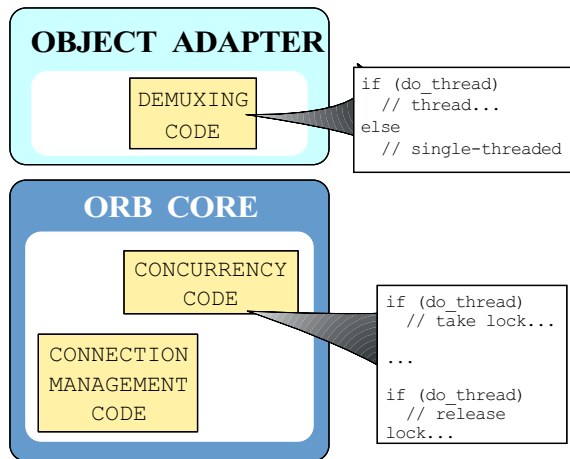 OBJECT ADAPTER
DEMUXING
CODE
if (do_thread)
// thread...
else
// single-threaded
ORB CORE
CONCURRENCY
CODE
CONNECTION
MANAGEMENT
CODE
if (do_thread)
// take lock...
...
if (do_thread)
// release
lock...